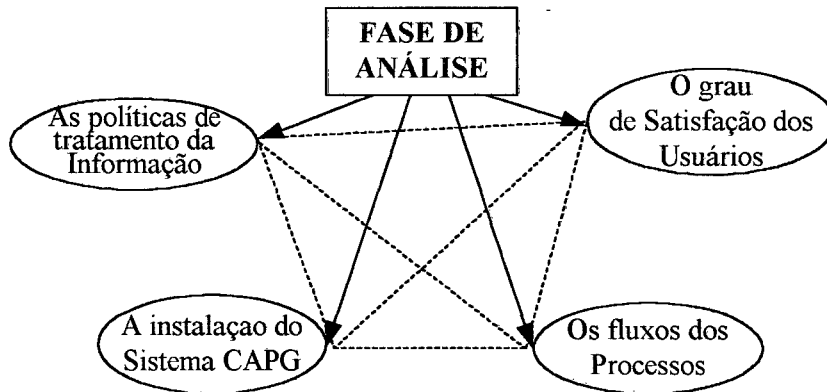 FASE DE
ANÁLISE
As políticas de
tratamento da
Informação
O grau
de Satisfação dos
Usuários
A instalaçao do
Sistema CAPG
Os fluxos dos
Processos